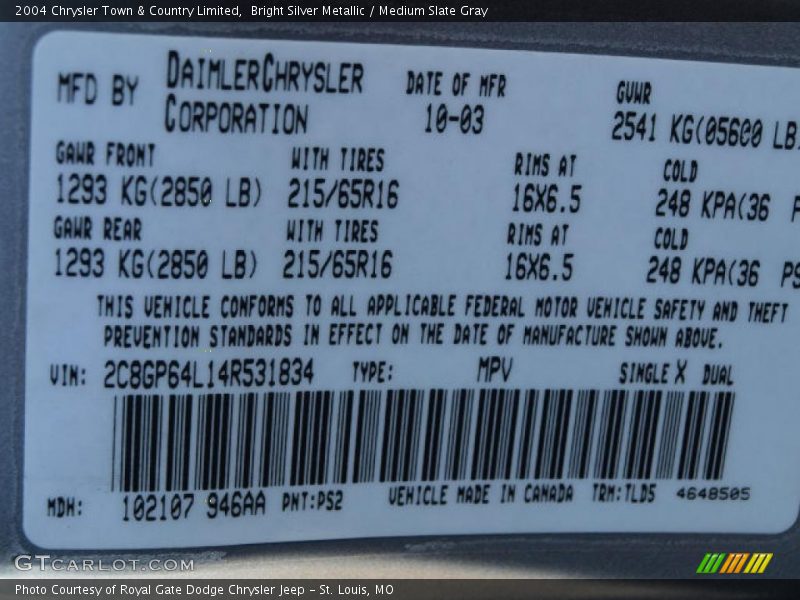 2004 Chrysler Town & Country Limited, Bright Silver Metallic / Medium Slate Gray
MFD BY DAIMLERCHRYSLER CORPORATION DATE OF MFR 10-03 GVWR 2541 KG(05600 LB)
GAWR FRONT WITH TIRES RIMS AT COLD
1293 KG(2850 LB) 215/65R16 16X6.5 248 KPA(36 P
GAWR REAR WITH TIRES RIMS AT COLD
1293 KG(2850 LB) 215/65R16 16X6.5 248 KPA(36 PS
THIS VEHICLE CONFORMS TO ALL APPLICABLE FEDERAL MOTOR VEHICLE SAFETY AND THEFT
PREVENTION STANDARDS IN EFFECT ON THE DATE OF MANUFACTURE SHOWN ABOVE.
VIN: 2C8GP64L14R531834 TYPE: MPV SINGLE X DUAL
MDH: 102107 946AA PNT:PS2 VEHICLE MADE IN CANADA TRM:TLD5 4648505
GTCARLOT.COM
Photo Courtesy of Royal Gate Dodge Chrysler Jeep – St. Louis, MO